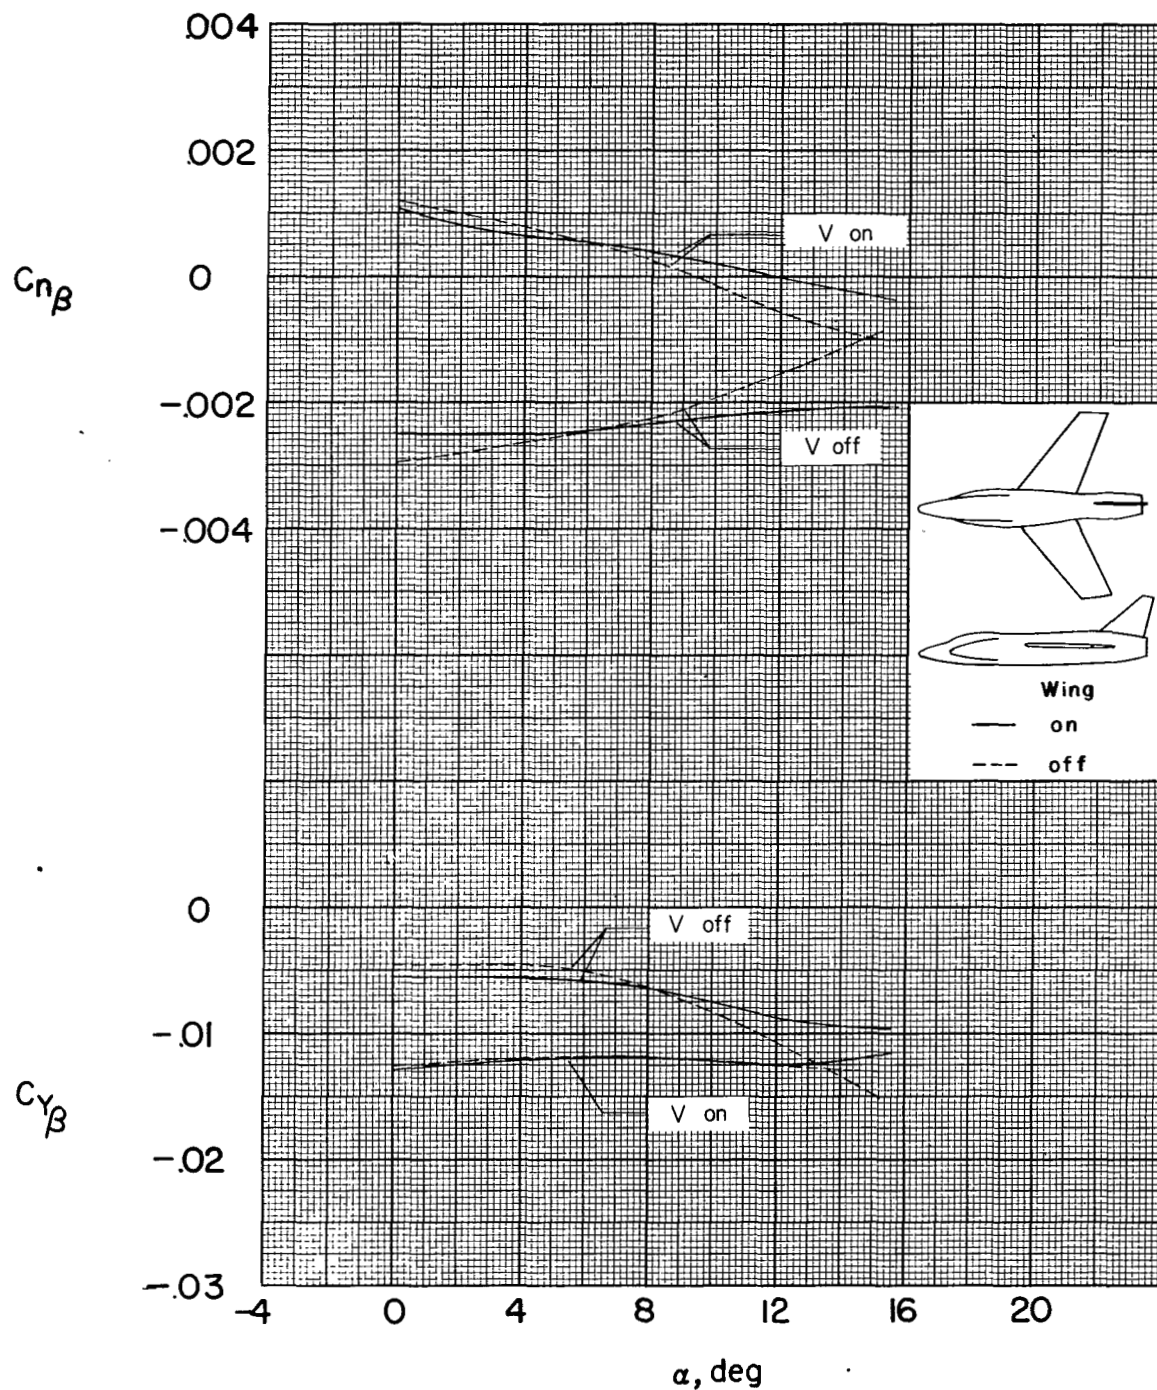 .004
.002
0
-.002
-.004
Cnβ
V on
V off
Wing
on
off
0
-.01
-.02
-.03
CYβ
V off
V on
-4 0 4 8 12 16 20
α, deg